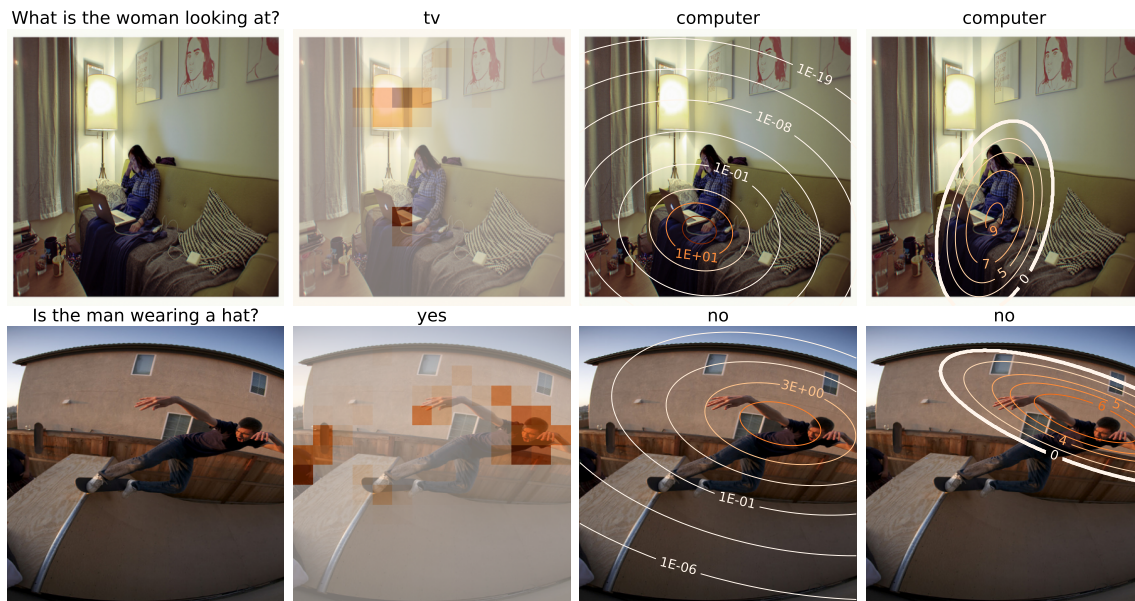 What is the woman looking at?
tv
computer
computer
1E-19
1E-08
1E-01
1E+01
9
7
5
0
Is the man wearing a hat?
yes
no
no
3E+00
1E-01
1E-06
5
6
4
0